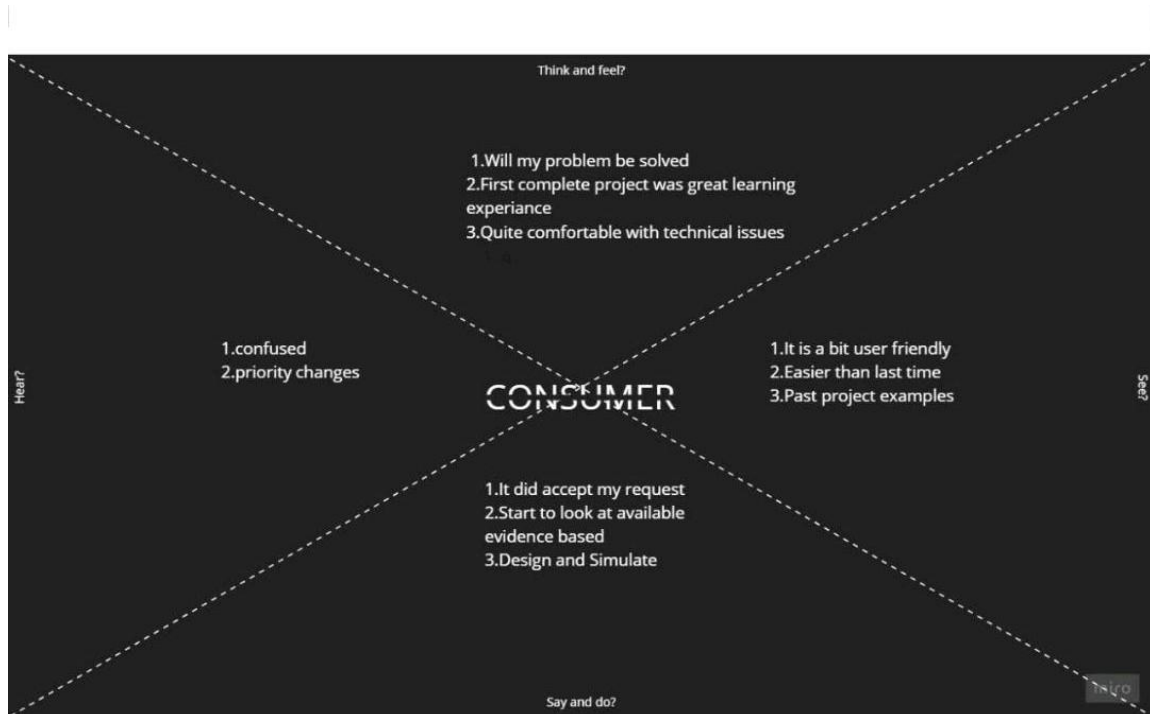 Think and feel?
1.Will my problem be solved
2.First complete project was great learning
experiance
3.Quite comfortable with technical issues
Hear?
1.confused
2.priority changes
CONSUMER
1.It is a bit user friendly
2.Easier than last time
3.Past project examples
See?
1.It did accept my request
2.Start to look at available
evidence based
3.Design and Simulate
Say and do?
miro